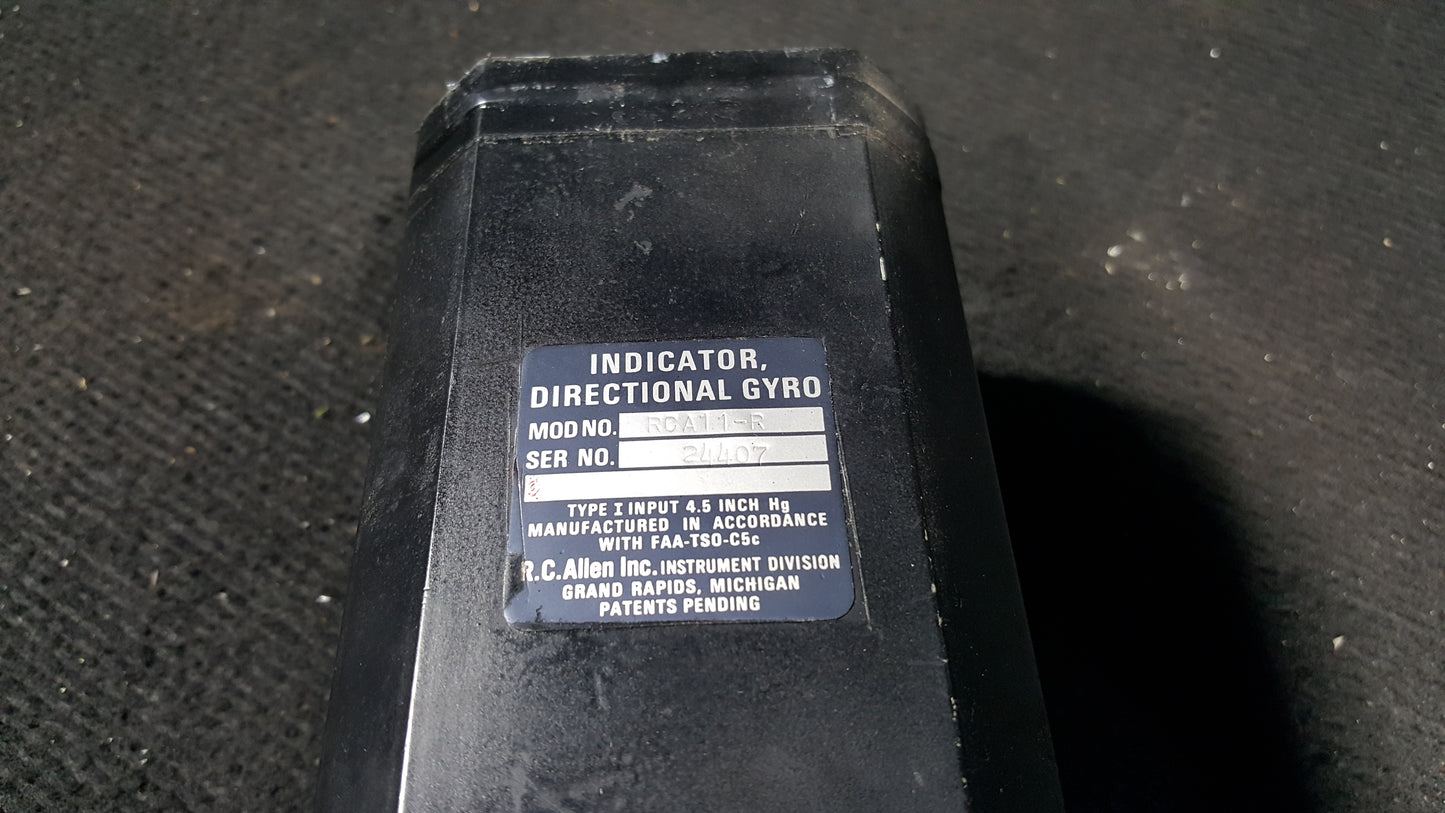 INDICATOR,
DIRECTIONAL GYRO
MOD NO. RCA11-R
SER NO. 24407
TYPE I INPUT 4.5 INCH Hg
MANUFACTURED IN ACCORDANCE
WITH FAA-TSO-C5c
R.C.Allen Inc. INSTRUMENT DIVISION
GRAND RAPIDS, MICHIGAN
PATENTS PENDING